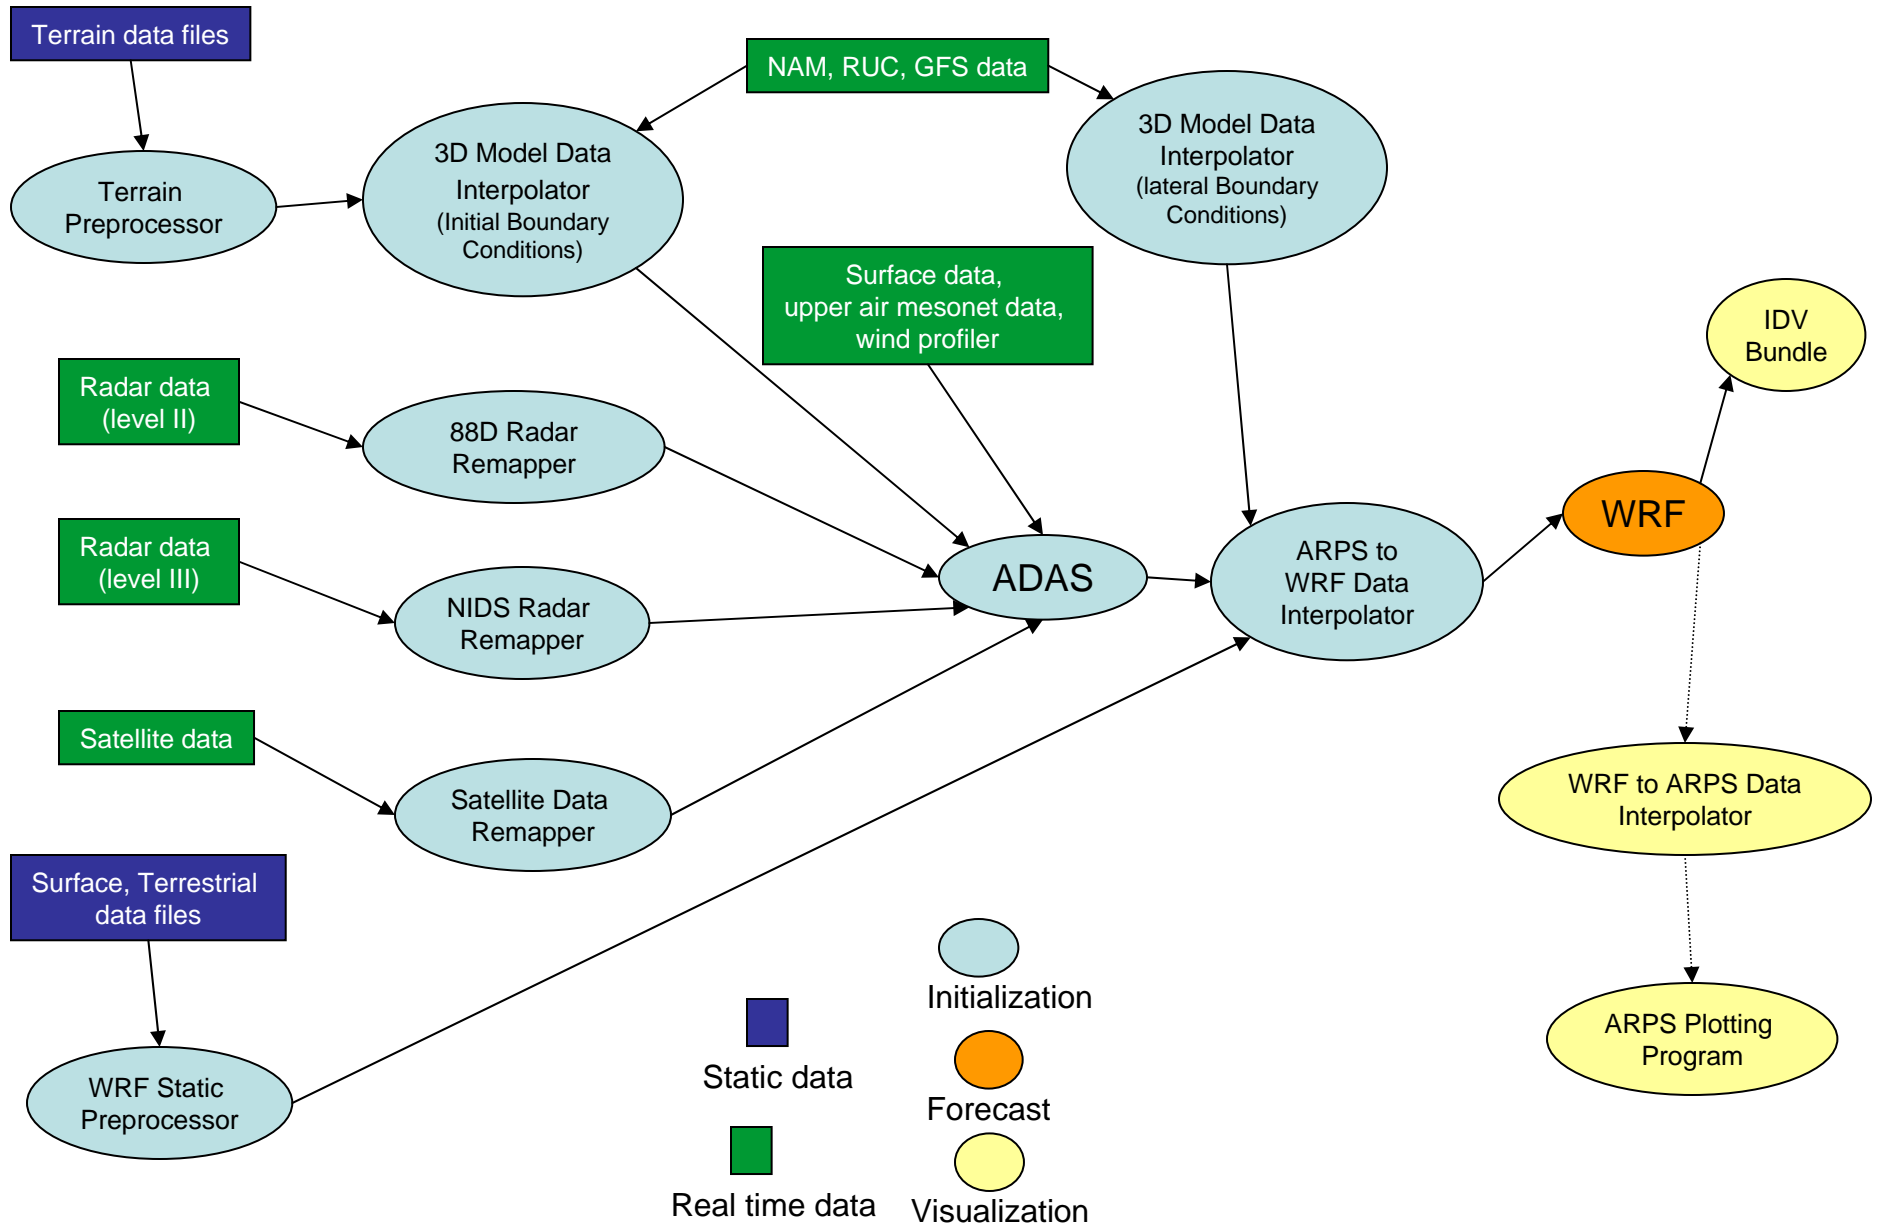 Terrain data files
NAM, RUC, GFS data
3D Model Data
Interpolator
(Initial Boundary
Conditions)
3D Model Data
Interpolator
(lateral Boundary
Conditions)
Terrain
Preprocessor
Surface data,
upper air mesonet data,
wind profiler
IDV
Bundle
Radar data
(level II)
88D Radar
Remapper
WRF
Radar data
(level III)
NIDS Radar
Remapper
ADAS
ARPS to
WRF Data
Interpolator
Satellite data
Satellite Data
Remapper
WRF to ARPS Data
Interpolator
Surface, Terrestrial
data files
WRF Static
Preprocessor
ARPS Plotting
Program
Initialization
Static data
Forecast
Real time data
Visualization